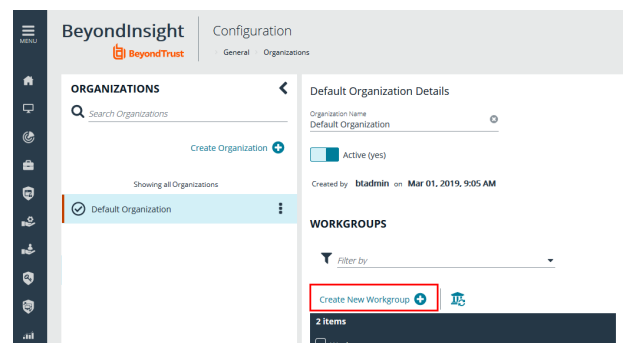 MENU
BeyondInsight
BeyondTrust
Configuration
General Organizations
ORGANIZATIONS
Search Organizations
Create Organization
Showing all Organizations
Default Organization
Default Organization Details
Organization Name
Default Organization
Active (yes)
Created by btadmin on Mar 01, 2019, 9:05 AM
WORKGROUPS
Filter by
Create New Workgroup
2 items